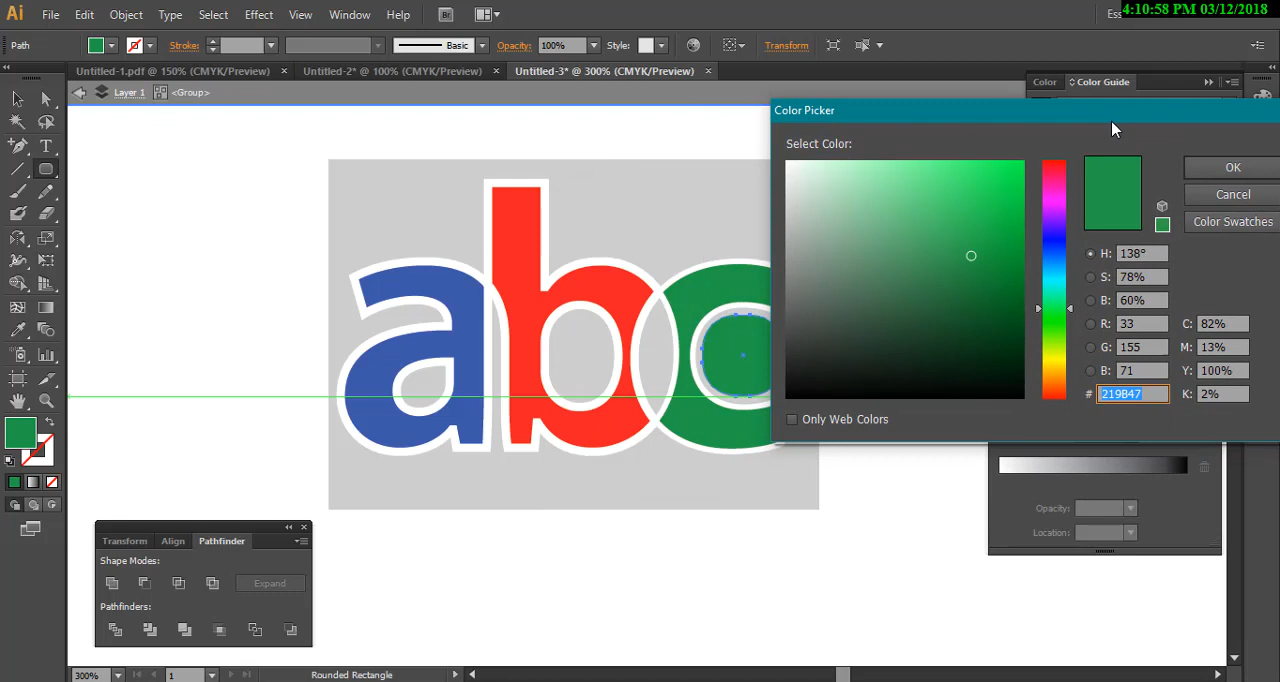 Ai File Edit Object Type Select Effect View Window Help Br Ess
4:10:58 PM 03/12/2018
Path Stroke: Basic Opacity: 100% Style: Transform
Untitled-1.pdf @ 150% (CMYK/Preview) Untitled-2* @ 100% (CMYK/Preview) Untitled-3* @ 300% (CMYK/Preview)
Layer 1 <Group>
Color Color Guide
Color Picker
Select Color:
OK
Cancel
Color Swatches
H: 138°
S: 78%
B: 60%
R: 33 C: 82%
G: 155 M: 13%
B: 71 Y: 100%
# 219B47 K: 2%
Only Web Colors
abc
Opacity:
Location:
Transform Align Pathfinder
Shape Modes:
Expand
Pathfinders:
300% 1 Rounded Rectangle